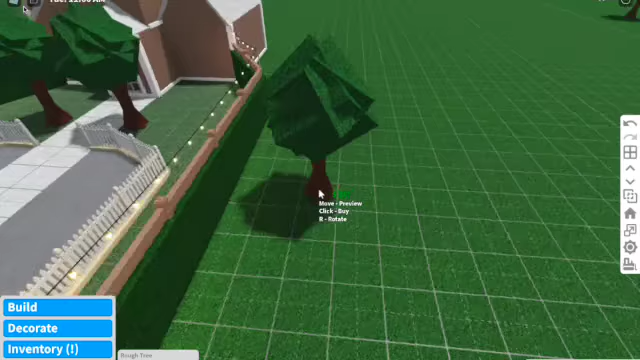 Move - Preview
Click - Buy
R - Rotate
Build
Decorate
Inventory (!)
Rough Tree